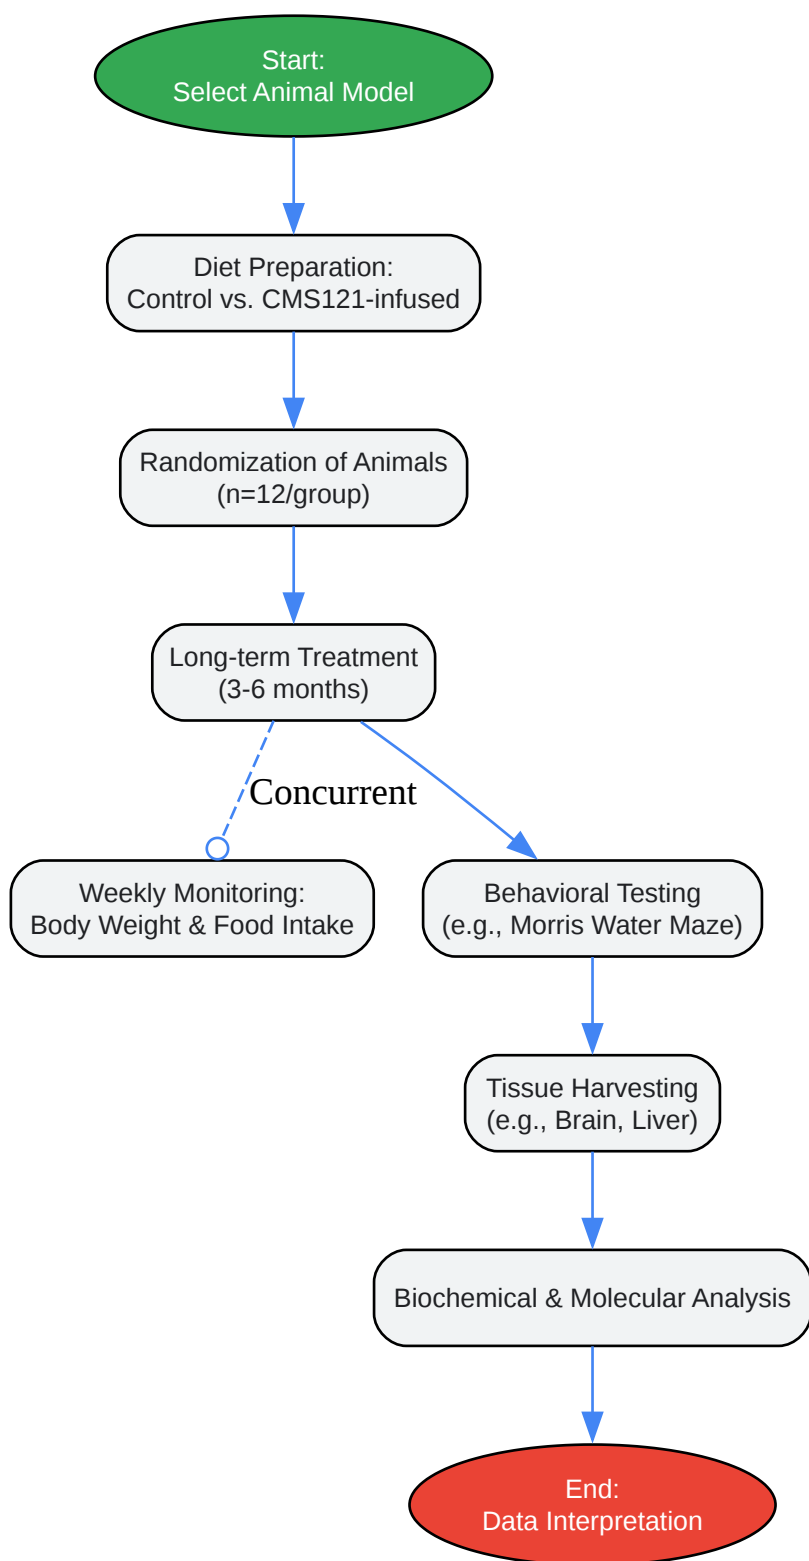 Start:
Select Animal Model
Diet Preparation:
Control vs. CMS121-infused
Randomization of Animals
(n=12/group)
Long-term Treatment
(3-6 months)
Concurrent
Weekly Monitoring:
Body Weight & Food Intake
Behavioral Testing
(e.g., Morris Water Maze)
Tissue Harvesting
(e.g., Brain, Liver)
Biochemical & Molecular Analysis
End:
Data Interpretation